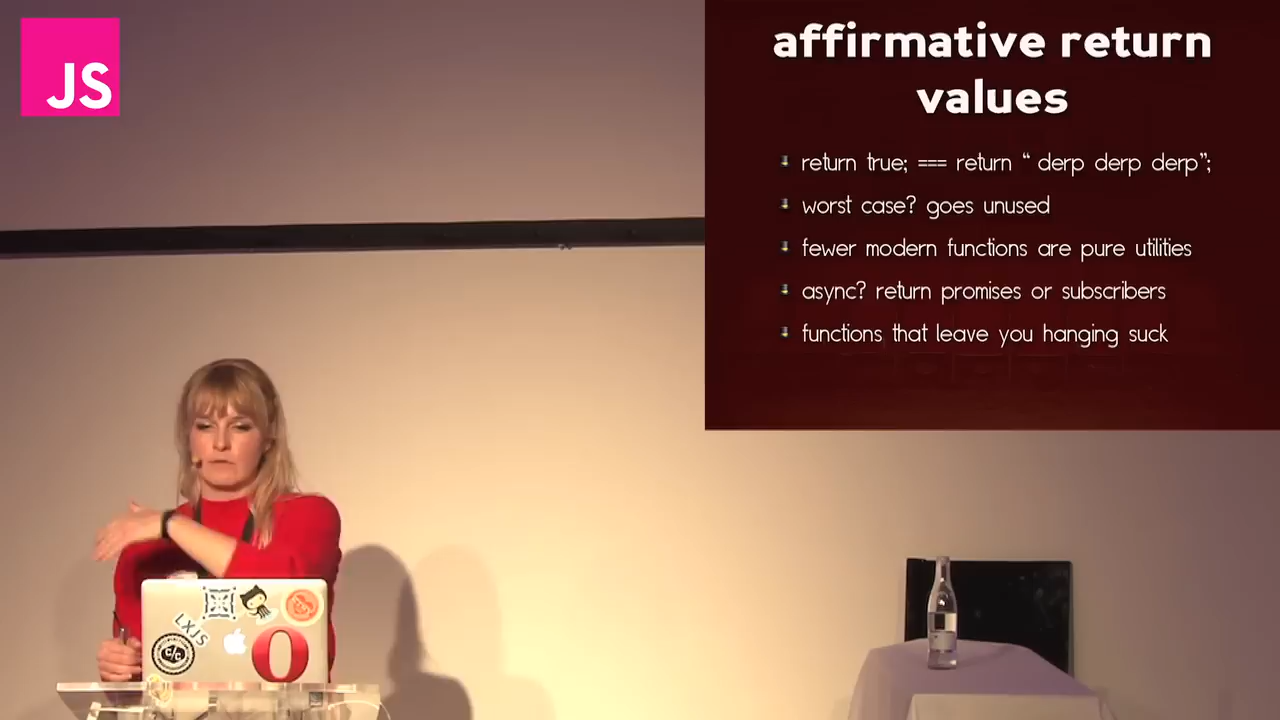 JS
affirmative return
values
return true; === return “ derp derp derp”;
worst case? goes unused
fewer modern functions are pure utilities
async? return promises or subscribers
functions that leave you hanging suck
LXJS
C/C